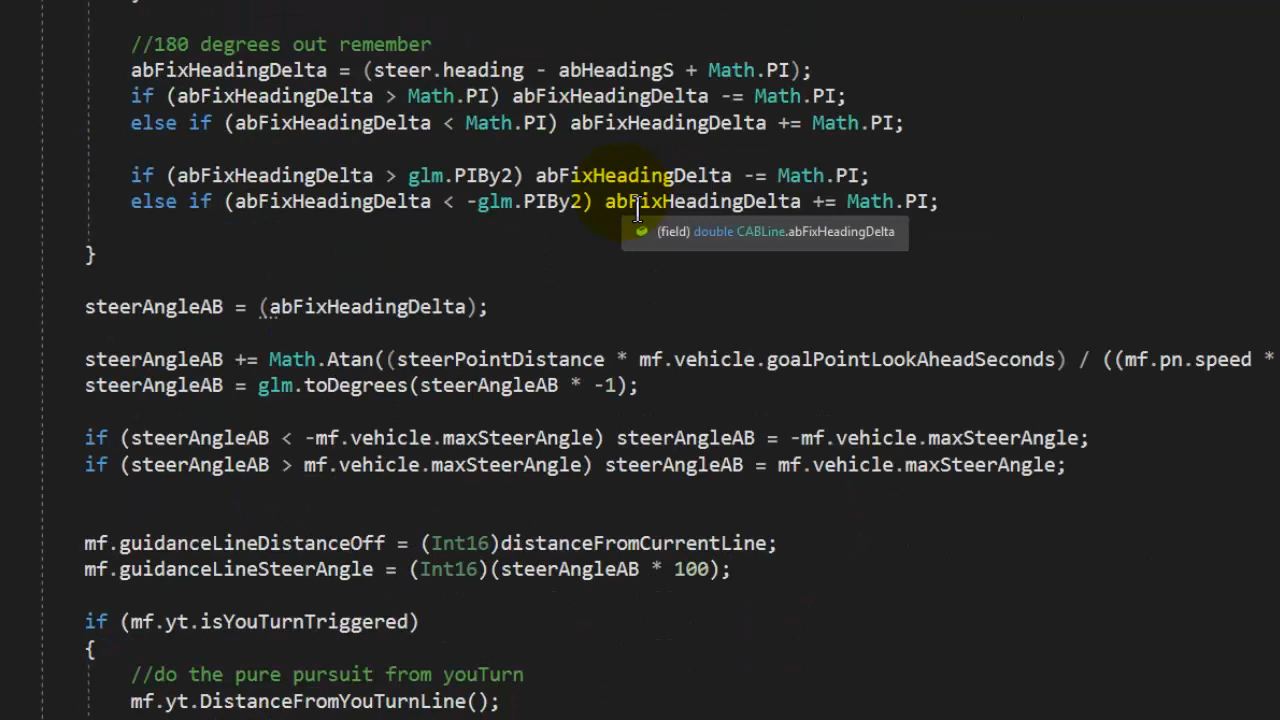 //180 degrees out remember
abFixHeadingDelta = (steer.heading - abHeadingS + Math.PI);
if (abFixHeadingDelta > Math.PI) abFixHeadingDelta -= Math.PI;
else if (abFixHeadingDelta < Math.PI) abFixHeadingDelta += Math.PI;
if (abFixHeadingDelta > glm.PIBy2) abFixHeadingDelta -= Math.PI;
else if (abFixHeadingDelta < -glm.PIBy2) abFixHeadingDelta += Math.PI;
(field) double CABLine.abFixHeadingDelta
}
steerAngleAB = (abFixHeadingDelta);
steerAngleAB += Math.Atan((steerPointDistance * mf.vehicle.goalPointLookAheadSeconds) / ((mf.pn.speed *
steerAngleAB = glm.toDegrees(steerAngleAB * -1);
if (steerAngleAB < -mf.vehicle.maxSteerAngle) steerAngleAB = -mf.vehicle.maxSteerAngle;
if (steerAngleAB > mf.vehicle.maxSteerAngle) steerAngleAB = mf.vehicle.maxSteerAngle;
mf.guidanceLineDistanceOff = (Int16)distanceFromCurrentLine;
mf.guidanceLineSteerAngle = (Int16)(steerAngleAB * 100);
if (mf.yt.isYouTurnTriggered)
{
//do the pure pursuit from youTurn
mf.yt.DistanceFromYouTurnLine();